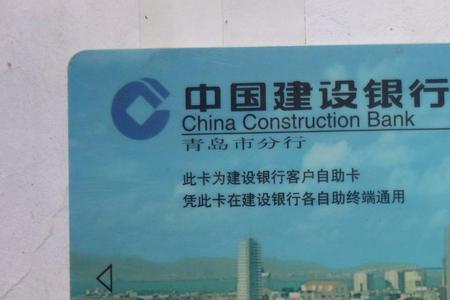 中国建设银行
China Construction Bank
青岛市分行
此卡为建设银行客户自助卡
凭此卡在建设银行各自助终端通用